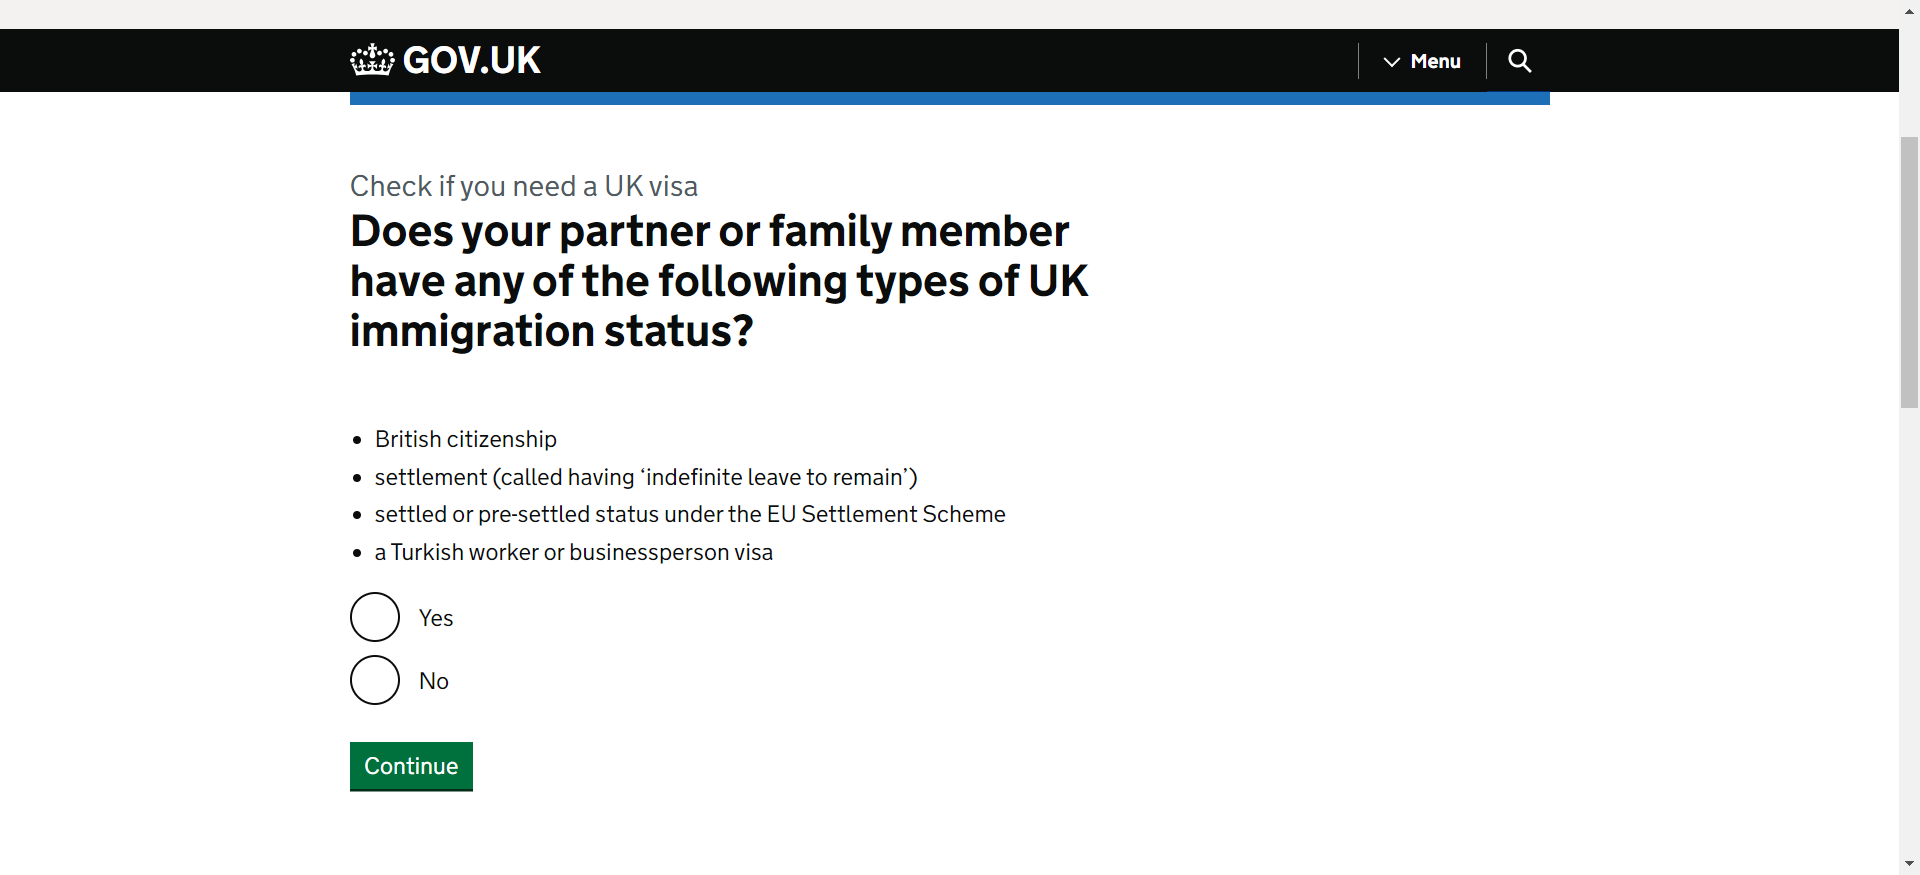 GOV.UK
Menu
Check if you need a UK visa
Does your partner or family member
have any of the following types of UK
immigration status?
• British citizenship
• settlement (called having ‘indefinite leave to remain’)
• settled or pre-settled status under the EU Settlement Scheme
• a Turkish worker or businessperson visa
Yes
No
Continue